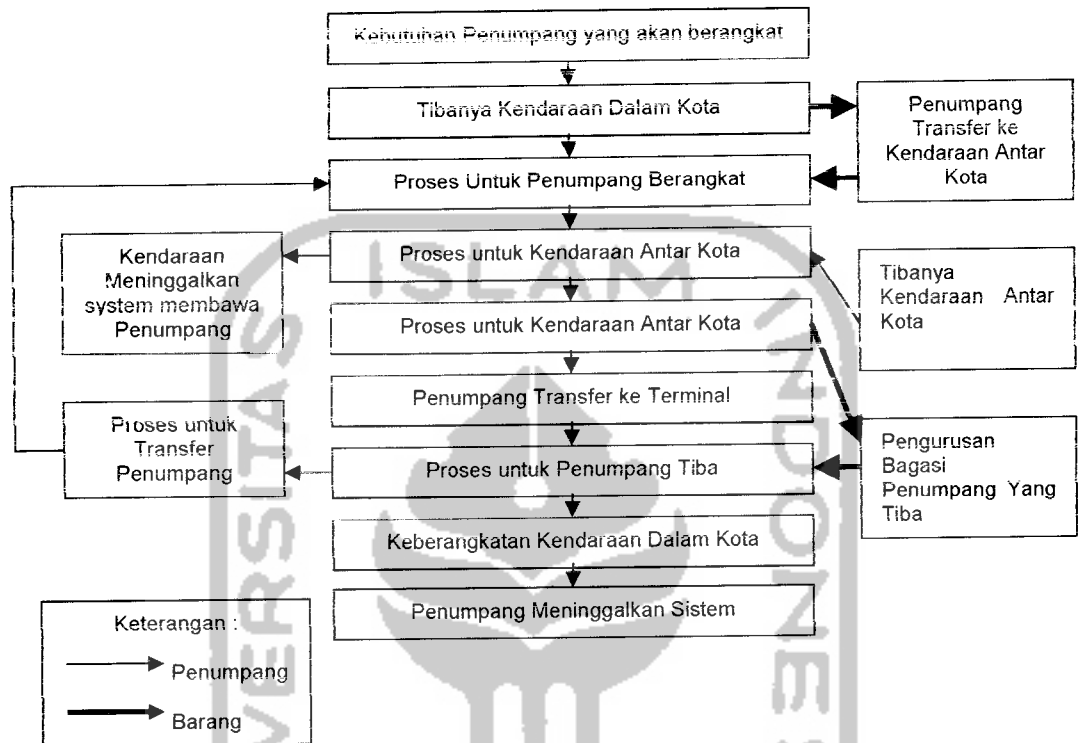 Kebutuhan Penumpang yang akan berangkat
Tibanya Kendaraan Dalam Kota
Penumpang
Transfer ke
Kendaraan Antar
Kota
Proses Untuk Penumpang Berangkat
Kendaraan
Meninggalkan
system membawa
Penumpang
Proses untuk Kendaraan Antar Kota
Tibanya
Kendaraan Antar
Kota
Proses untuk Kendaraan Antar Kota
Penumpang Transfer ke Terminal
Proses untuk
Transfer
Penumpang
Proses untuk Penumpang Tiba
Pengurusan
Bagasi
Penumpang Yang
Tiba
Keberangkatan Kendaraan Dalam Kota
Penumpang Meninggalkan Sistem
Keterangan :
Penumpang
Barang
ISLAM
VERSITAS
INDONE